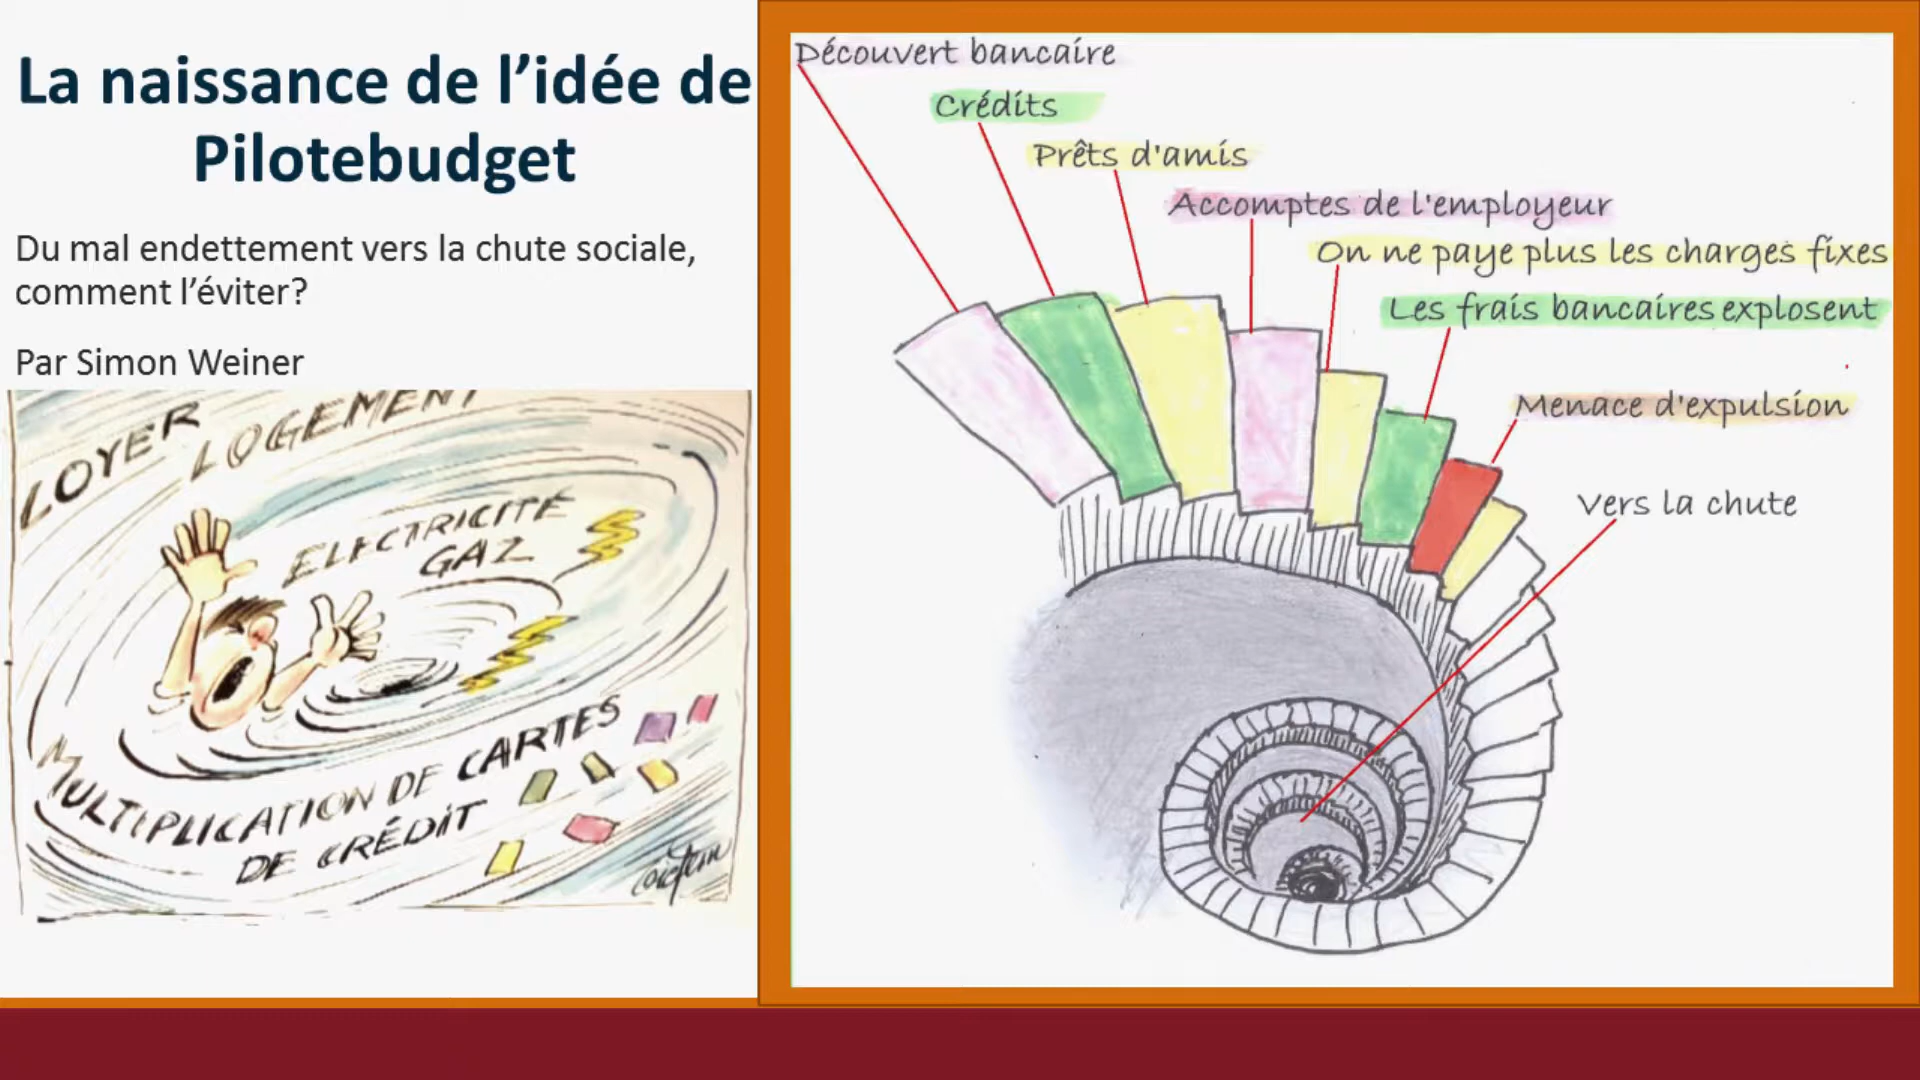 La naissance de l’idée de
Pilotebudget
Du mal endettement vers la chute sociale,
comment l’éviter?
Par Simon Weiner
LOYER
LOGEMENT
ELECTRICITÉ
GAZ
MULTIPLICATION DE CARTES
DE CRÉDIT
Découvert bancaire
Crédits
Prêts d'amis
Accomptes de l'employeur
On ne paye plus les charges fixes
Les frais bancaires explosent
Menace d'expulsion
Vers la chute